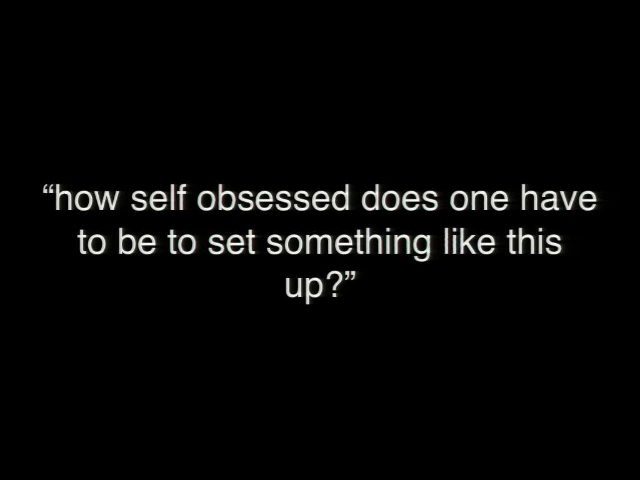 “how self obsessed does one have
to be to set something like this
up?”